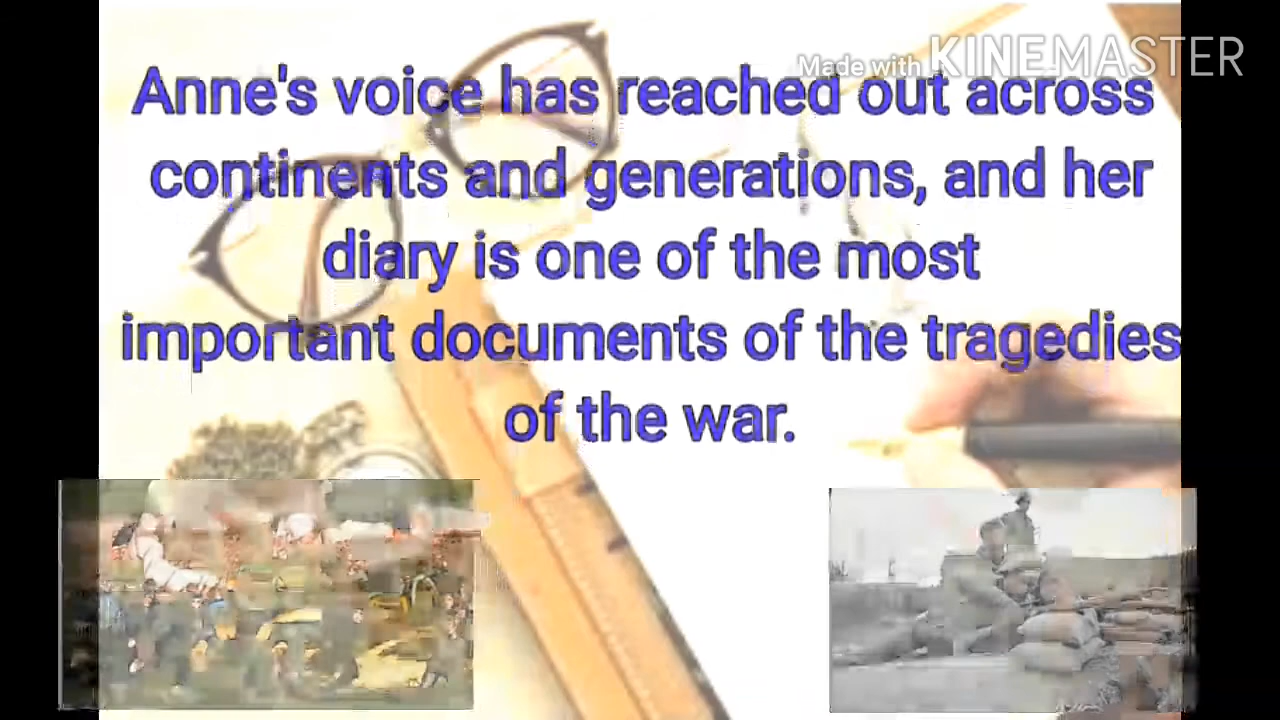 Made with KINEMASTER
Anne's voice has reached out across
continents and generations, and her
diary is one of the most
important documents of the tragedies
of the war.